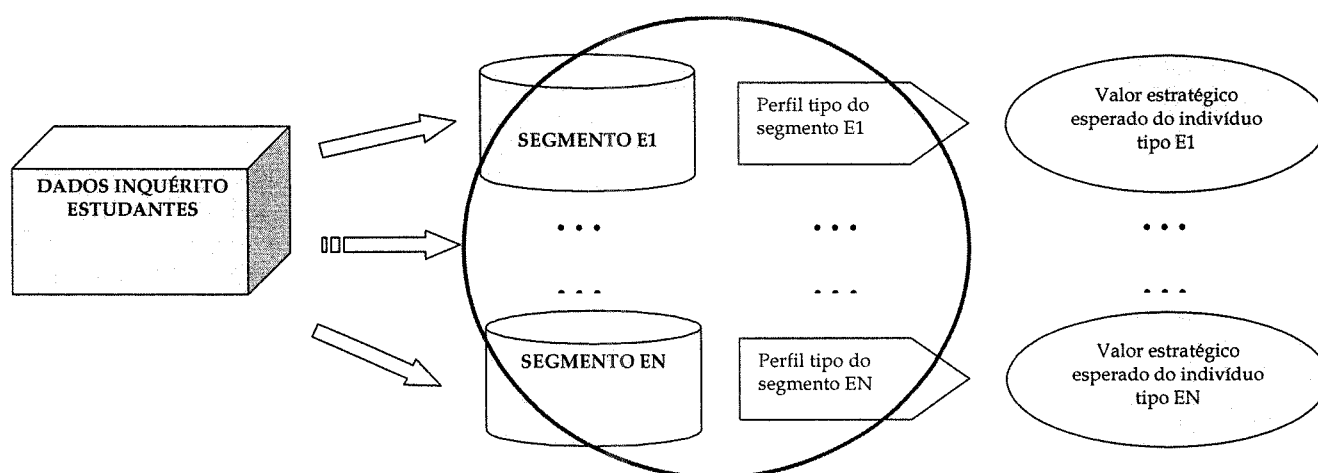 DADOS INQUÉRITO
ESTUDANTES
SEGMENTO E1
Perfil tipo do
segmento E1
Valor estratégico
esperado do indivíduo
tipo E1
...
...
...
...
...
...
SEGMENTO EN
Perfil tipo do
segmento EN
Valor estratégico
esperado do indivíduo
tipo EN